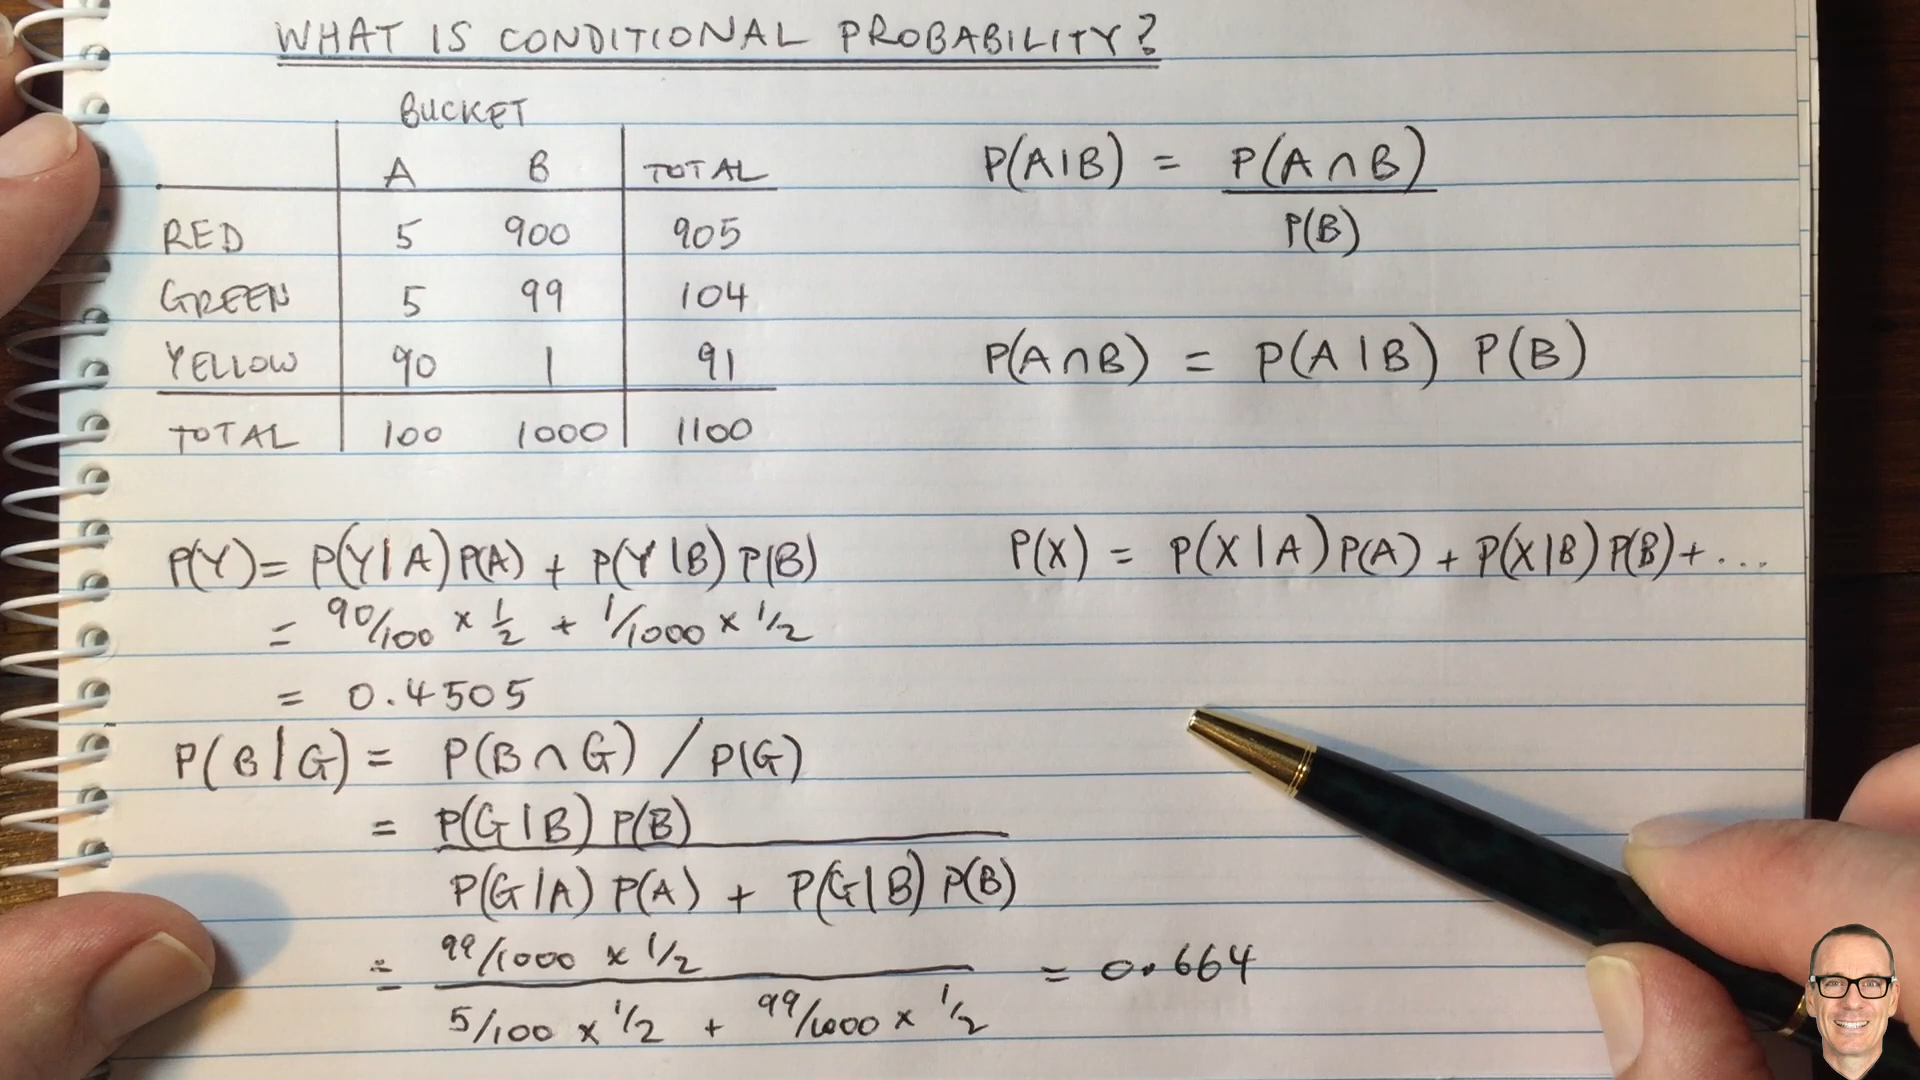 WHAT IS CONDITIONAL PROBABILITY?
BUCKET
A B TOTAL
RED 5 900 905
GREEN 5 99 104
YELLOW 90 1 91
TOTAL 100 1000 1100
P(A|B) = P(A∩B)
P(B)
P(A∩B) = P(A|B) P(B)
P(Y) = P(Y|A)P(A) + P(Y|B)P(B)
= 90/100 × 1/2 + 1/1000 × 1/2
= 0.4505
P(X) = P(X|A)P(A) + P(X|B)P(B) + ...
P(B|G) = P(B∩G) / P(G)
= P(G|B) P(B)
P(G|A) P(A) + P(G|B) P(B)
= 99/1000 × 1/2
5/100 × 1/2 + 99/1000 × 1/2
= 0.664